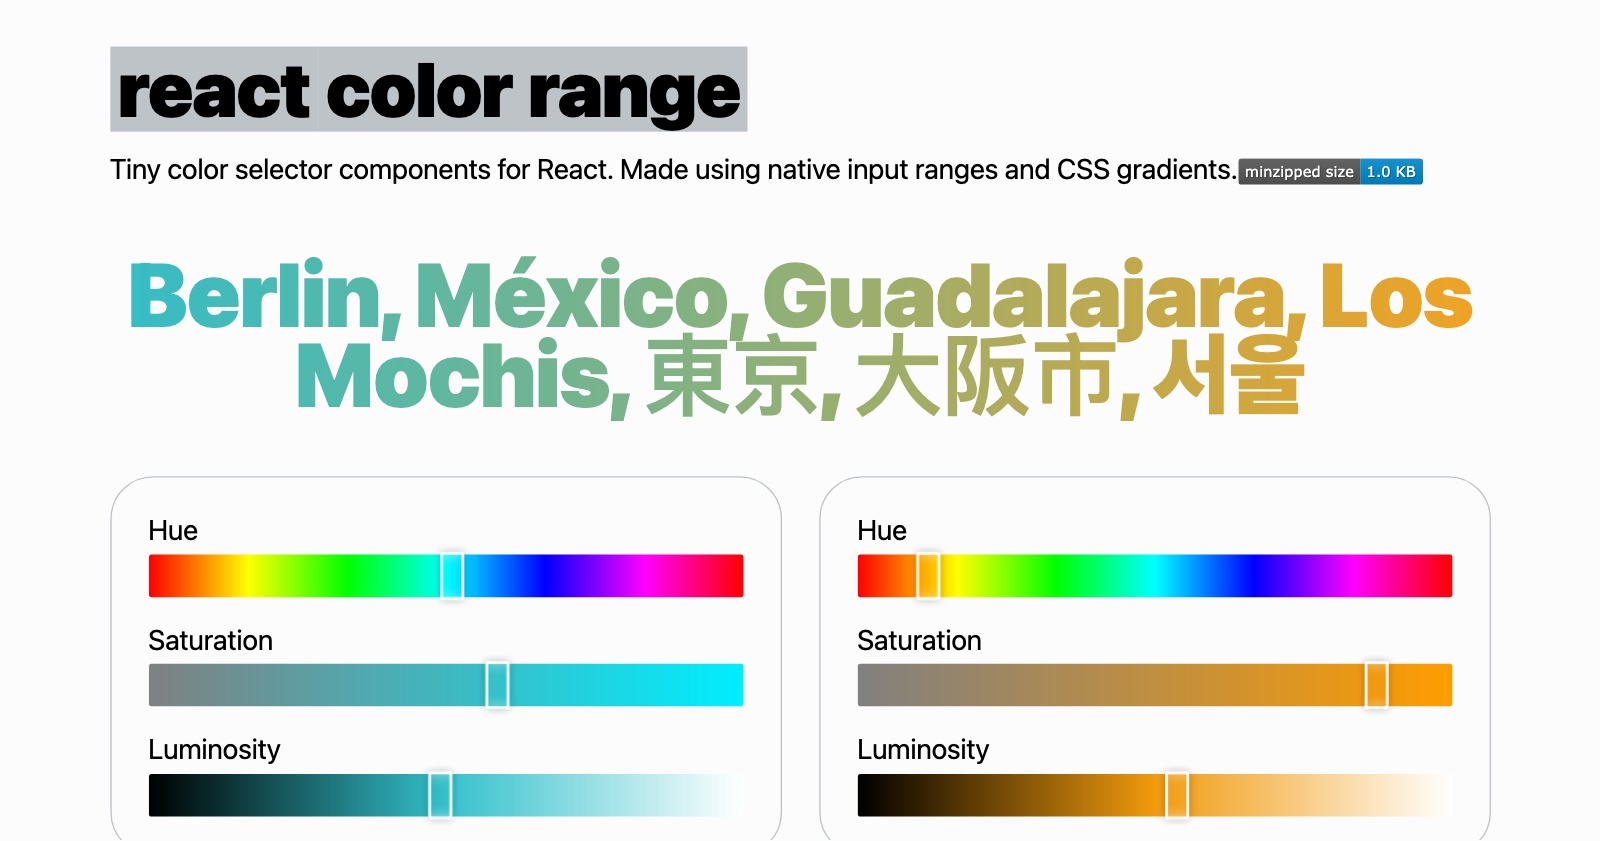 react color range
Tiny color selector components for React. Made using native input ranges and CSS gradients. minzipped size 1.0 KB
Berlin, México, Guadalajara, Los
Mochis, 東京, 大阪市, 서울
Hue
Saturation
Luminosity
Hue
Saturation
Luminosity